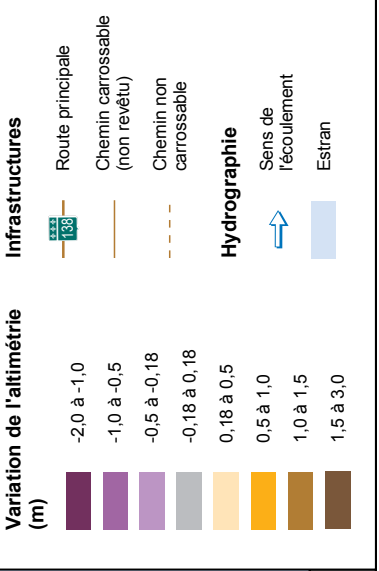 Variation de l'altimétrie
(m)
-2,0 à -1,0
-1,0 à -0,5
-0,5 à -0,18
-0,18 à 0,18
0,18 à 0,5
0,5 à 1,0
1,0 à 1,5
1,5 à 3,0
Infrastructures
138
Route principale
Chemin carrossable
(non revêtu)
Chemin non
carrossable
Hydrographie
Sens de
l'écoulement
Estran